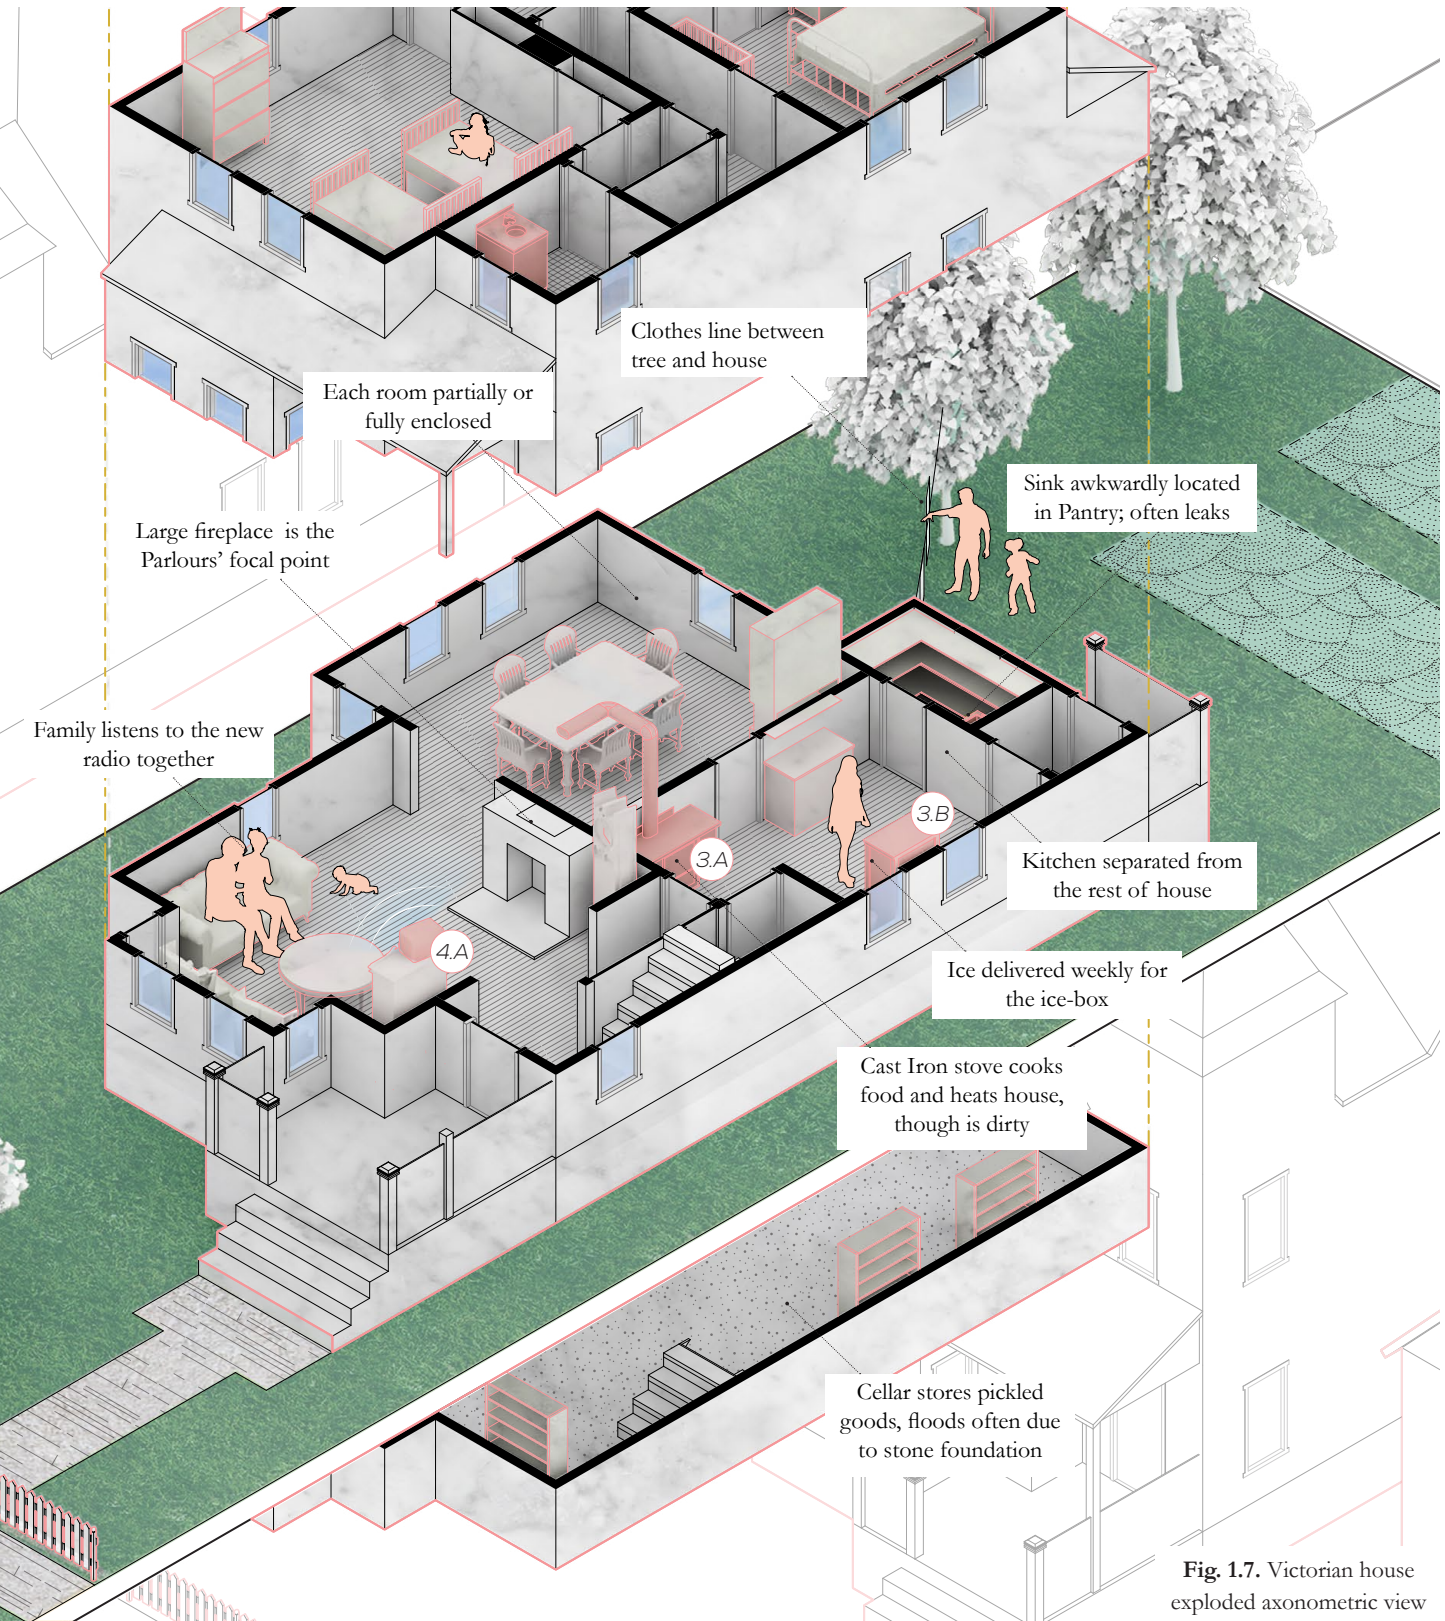 Clothes line between
tree and house
Each room partially or
fully enclosed
Sink awkwardly located
in Pantry; often leaks
Large fireplace is the
Parlours' focal point
Family listens to the new
radio together
3.B
3.A
Kitchen separated from
the rest of house
4.A
Ice delivered weekly for
the ice-box
Cast Iron stove cooks
food and heats house,
though is dirty
Cellar stores pickled
goods, floods often due
to stone foundation
Fig. 1.7. Victorian house
exploded axonometric view